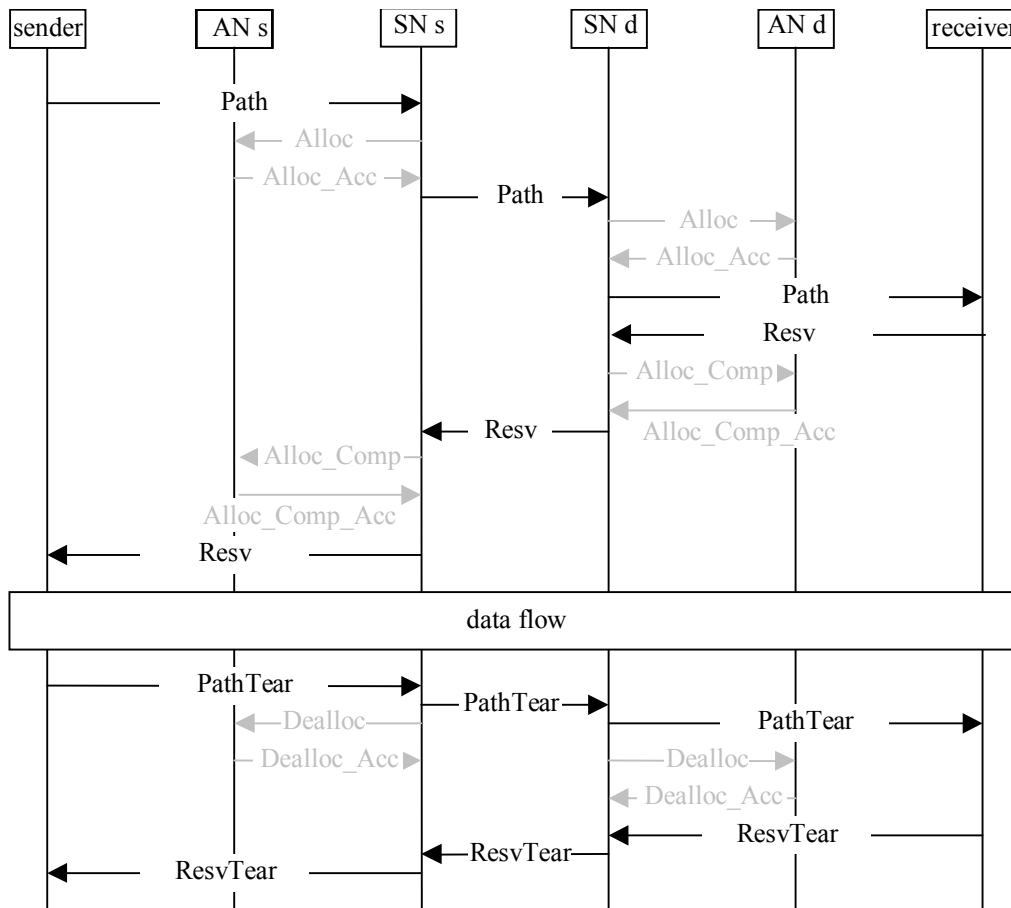 sender
AN s
SN s
SN d
AN d
receiver
Path
Alloc
Alloc_Acc
Path
Alloc
Alloc_Acc
Path
Resv
Alloc_Comp
Alloc_Comp_Acc
Resv
Alloc_Comp
Alloc_Comp_Acc
Resv
data flow
PathTear
PathTear
PathTear
Dealloc
Dealloc_Acc
Dealloc
Dealloc_Acc
ResvTear
ResvTear
ResvTear